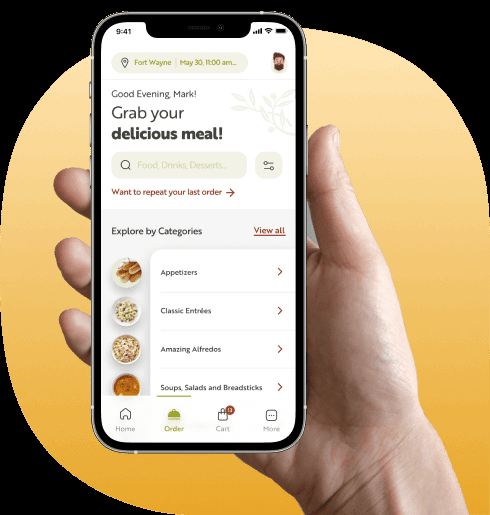 9:41
Fort Wayne | May 30, 11:00 am...
Good Evening, Mark!
Grab your
delicious meal!
Food, Drinks, Desserts...
Want to repeat your last order
Explore by Categories
View all
Appetizers
Classic Entrées
Amazing Alfredos
Soups, Salads and Breadsticks
13
Home
Order
Cart
More